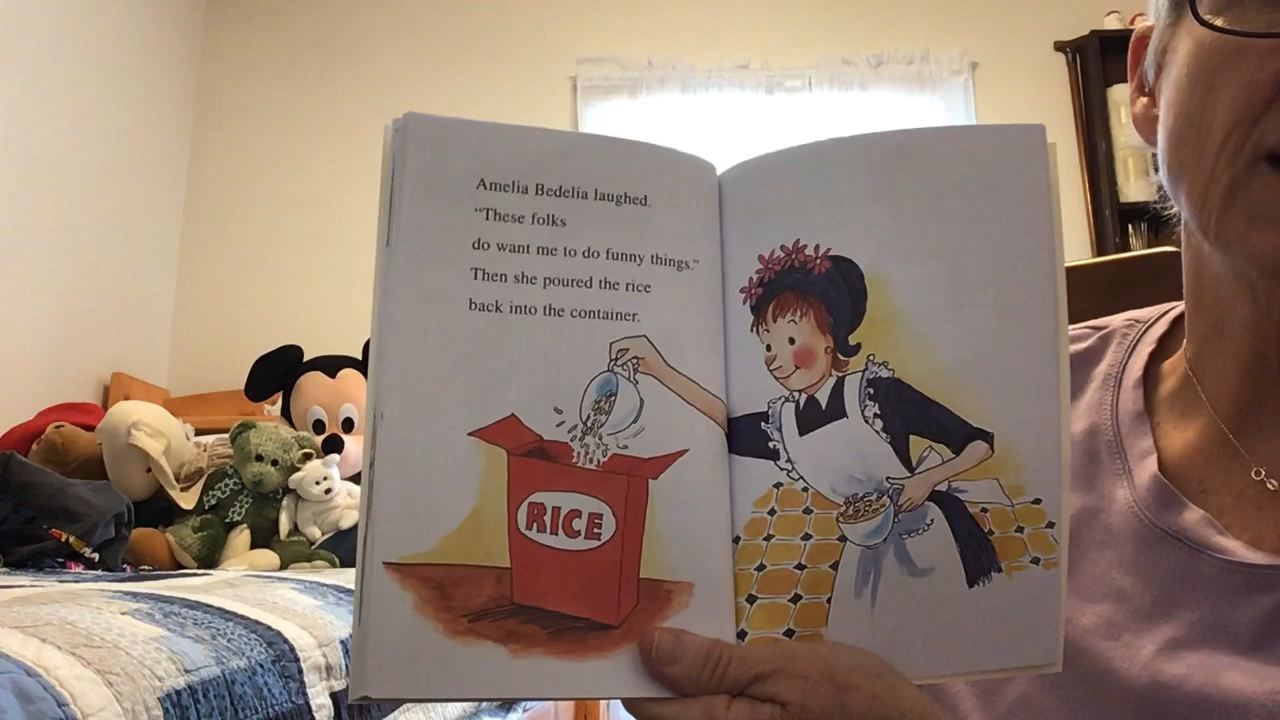 Amelia Bedelia laughed.
“These folks
do want me to do funny things.”
Then she poured the rice
back into the container.
RICE